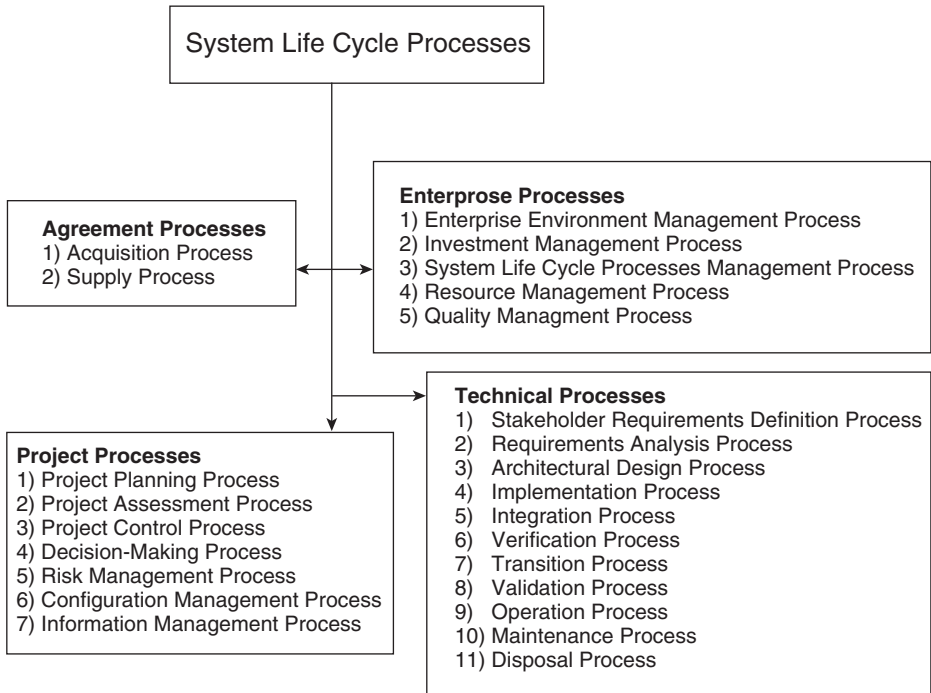 System Life Cycle Processes
Agreement Processes
1) Acquisition Process
2) Supply Process
Enterprose Processes
1) Enterprise Environment Management Process
2) Investment Management Process
3) System Life Cycle Processes Management Process
4) Resource Management Process
5) Quality Managment Process
Project Processes
1) Project Planning Process
2) Project Assessment Process
3) Project Control Process
4) Decision-Making Process
5) Risk Management Process
6) Configuration Management Process
7) Information Management Process
Technical Processes
1) Stakeholder Requirements Definition Process
2) Requirements Analysis Process
3) Architectural Design Process
4) Implementation Process
5) Integration Process
6) Verification Process
7) Transition Process
8) Validation Process
9) Operation Process
10) Maintenance Process
11) Disposal Process